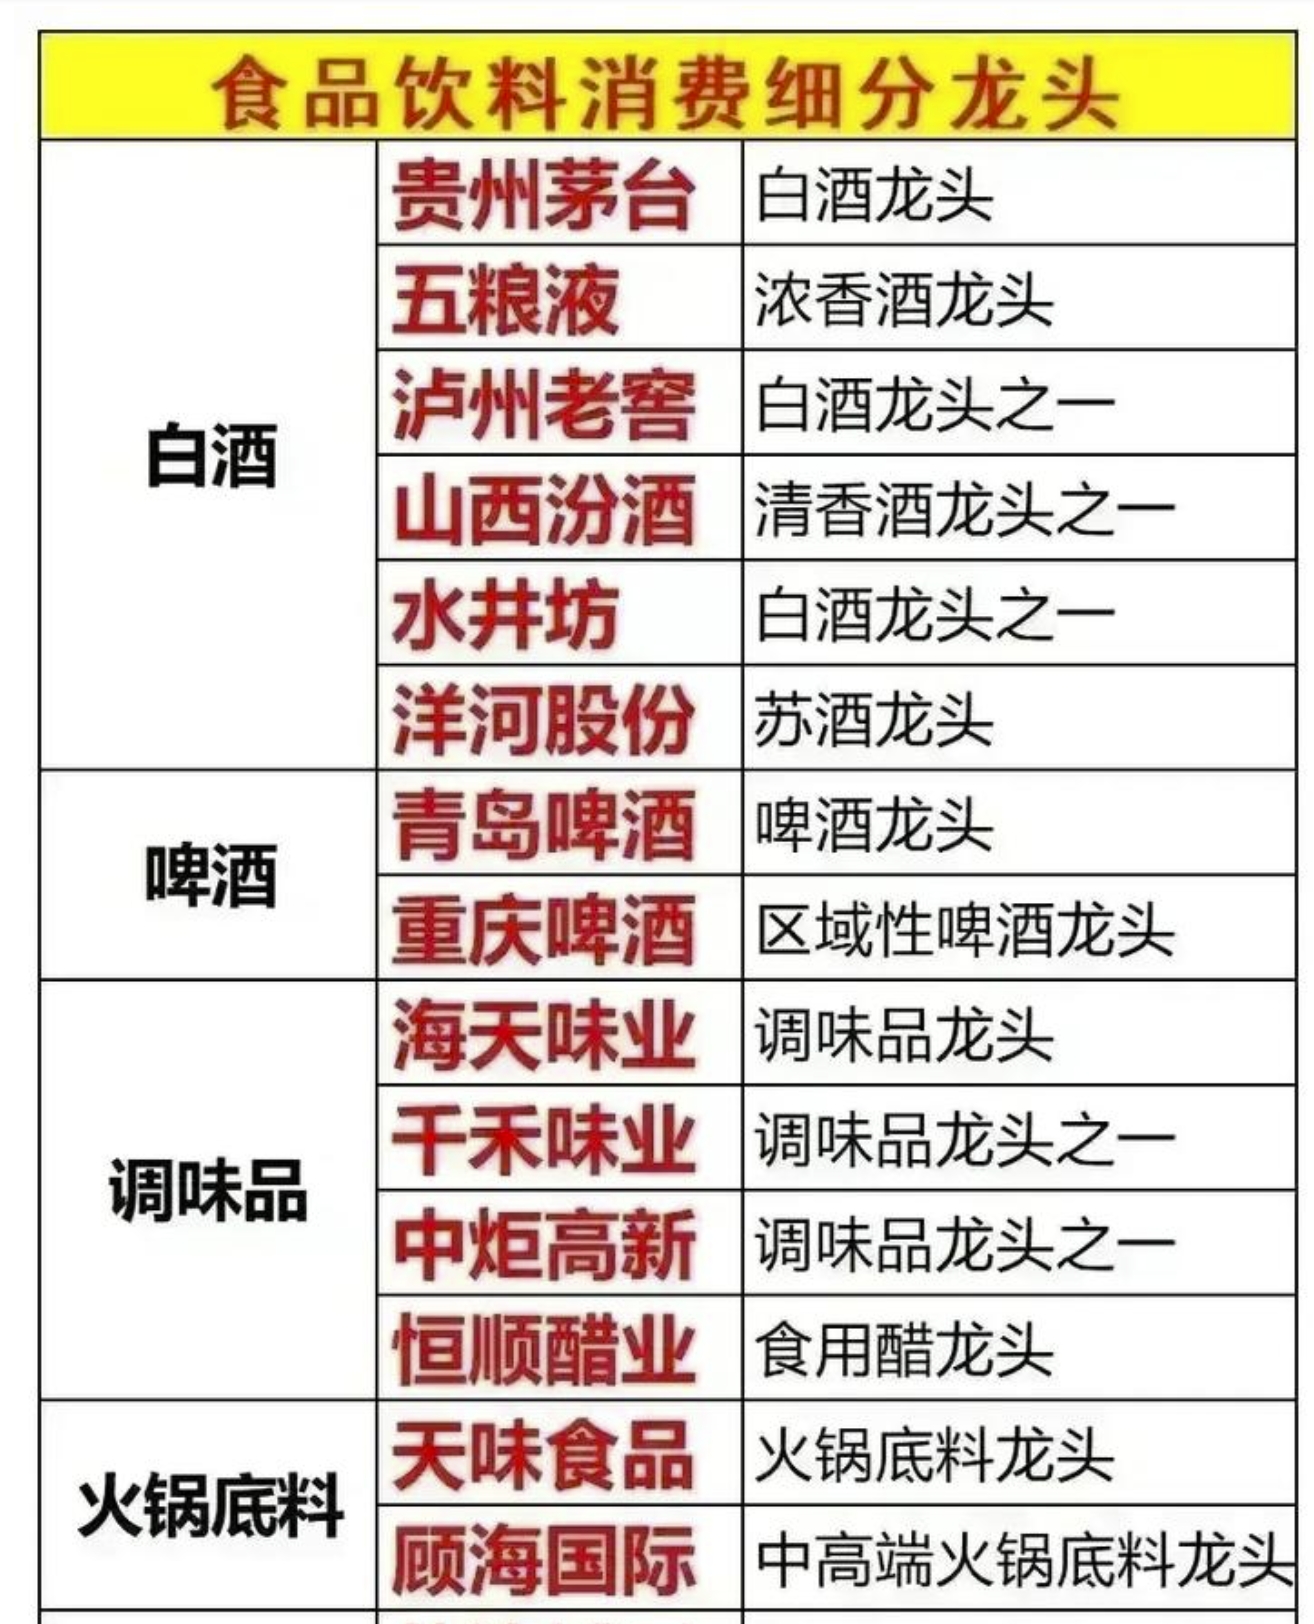 食品饮料消费细分龙头
白酒
贵州茅台 白酒龙头
五粮液 浓香酒龙头
泸州老窖 白酒龙头之一
山西汾酒 清香酒龙头之一
水井坊 白酒龙头之一
洋河股份 苏酒龙头
啤酒
青岛啤酒 啤酒龙头
重庆啤酒 区域性啤酒龙头
调味品
海天味业 调味品龙头
千禾味业 调味品龙头之一
中炬高新 调味品龙头之一
恒顺醋业 食用醋龙头
火锅底料
天味食品 火锅底料龙头
顾海国际 中高端火锅底料龙头